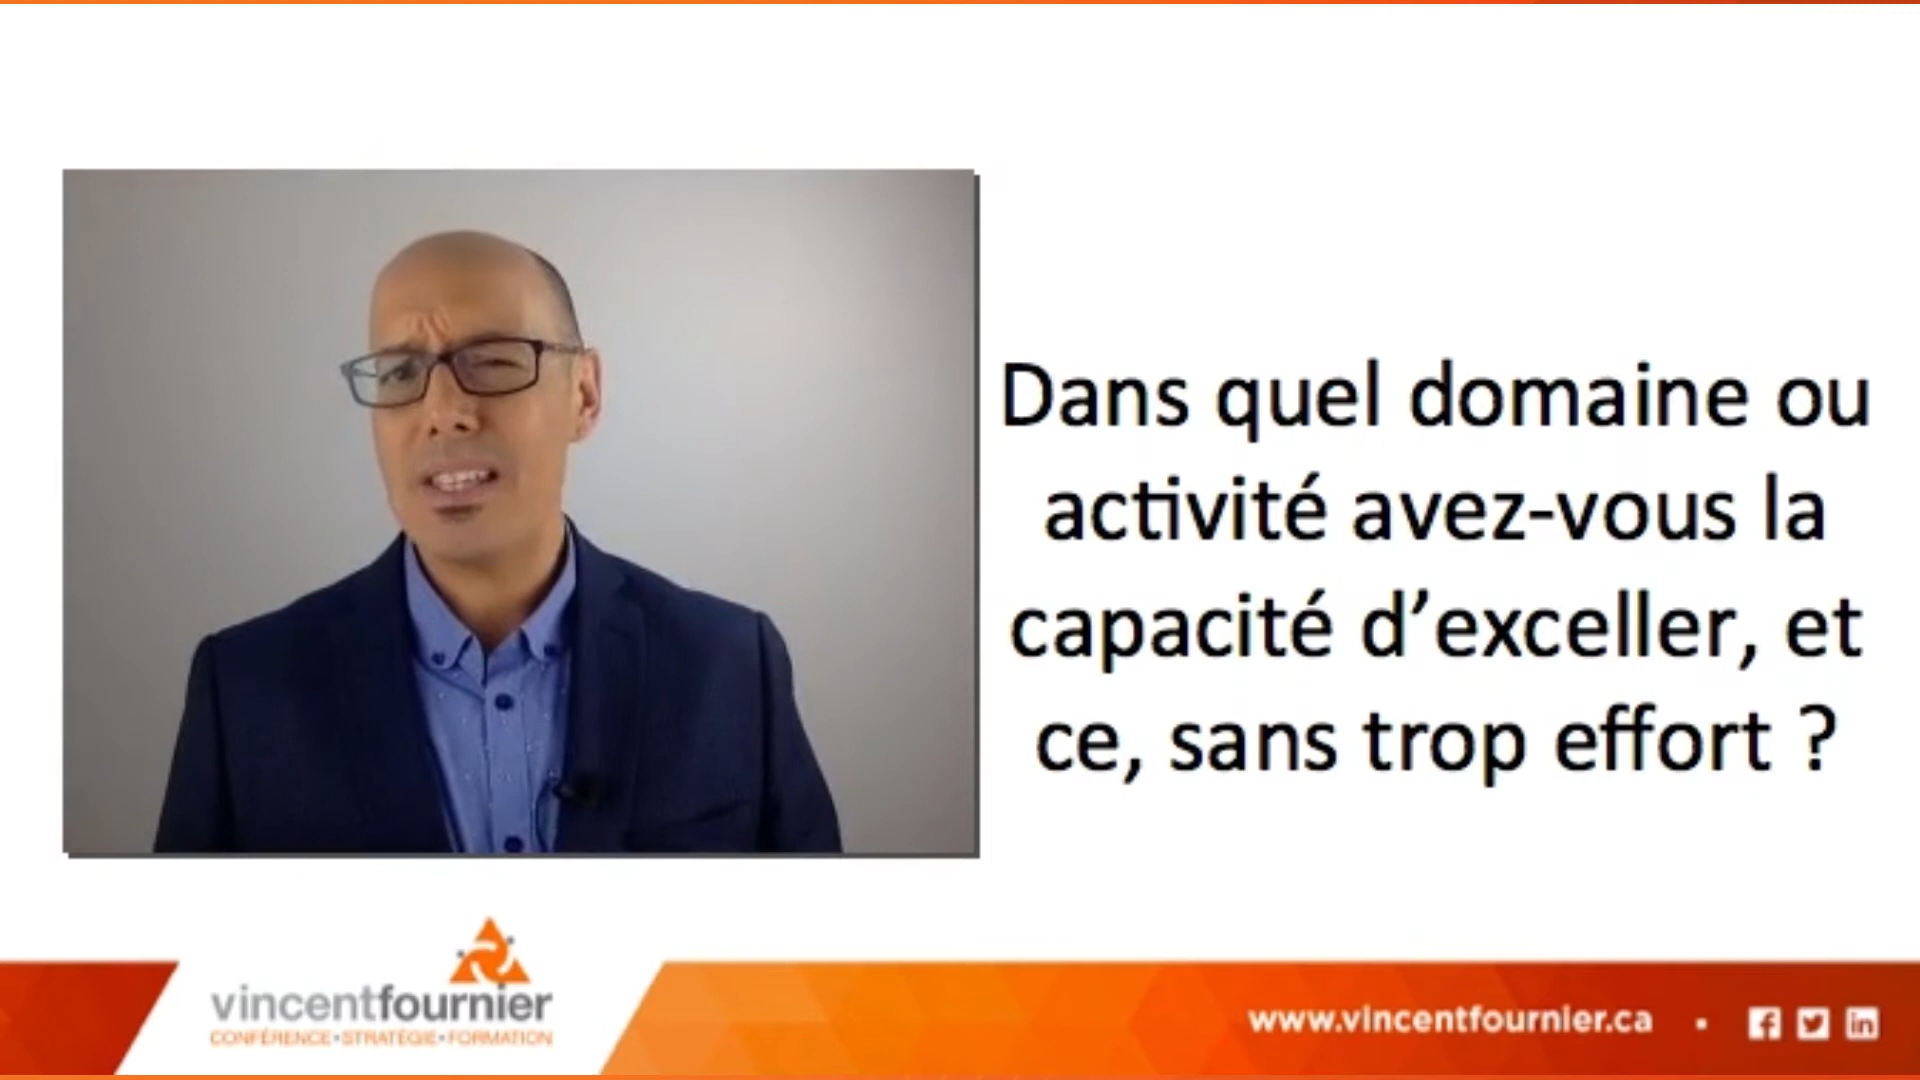 Dans quel domaine ou
activité avez-vous la
capacité d’exceller, et
ce, sans trop effort ?
vincentfournier
CONFÉRENCE•STRATÉGIE•FORMATION
www.vincentfournier.ca